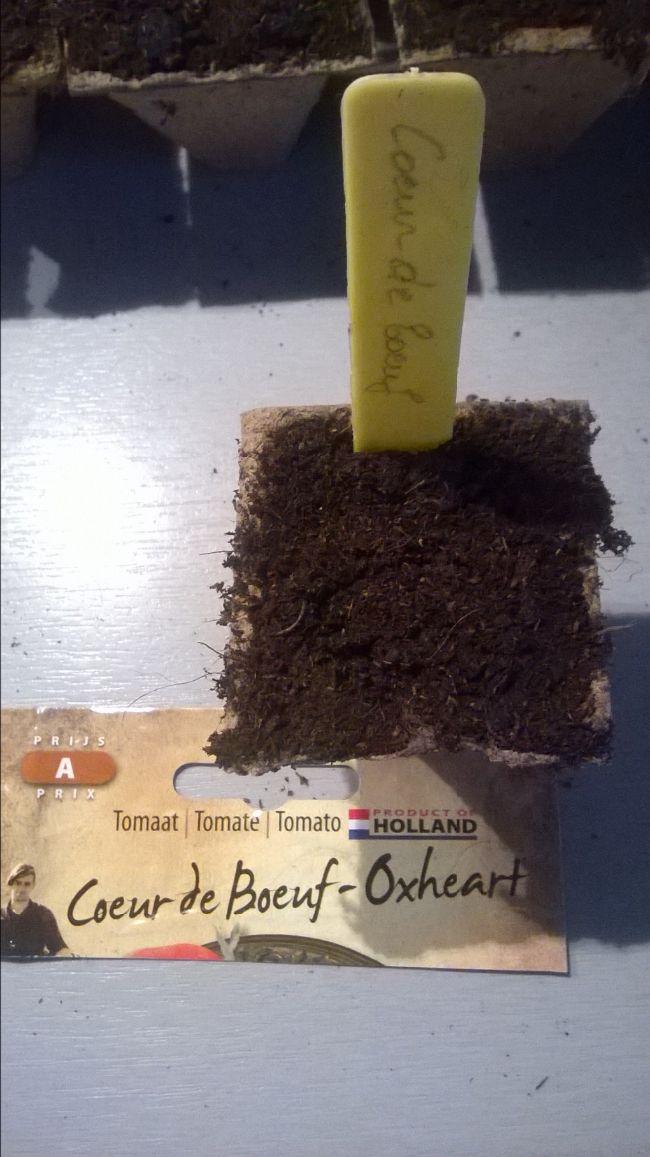 Coeur de boeuf
PRIJS
A
PRIX
Tomaat | Tomate | Tomato
PRODUCT OF
HOLLAND
Coeur de Boeuf - Oxheart